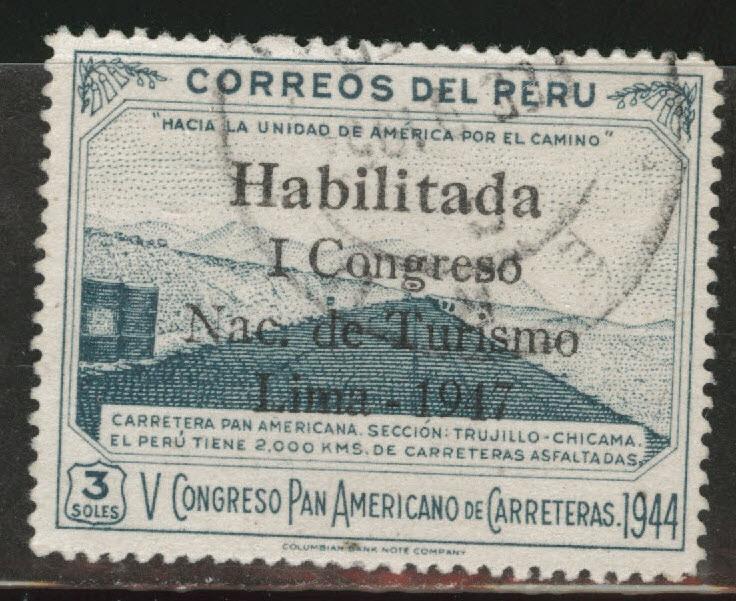 CORREOS DEL PERU
"HACIA LA UNIDAD DE AMERICA POR EL CAMINO"
Habilitada
I Congreso
Nac. de Turismo
Lima - 1947
CARRETERA PAN AMERICANA. SECCIÓN: TRUJILLO - CHICAMA.
EL PERÚ TIENE 2,000 KMS. DE CARRETERAS ASFALTADAS.
3
SOLES
V CONGRESO PAN AMERICANO DE CARRETERAS. 1944
COLUMBIAN BANK NOTE COMPANY